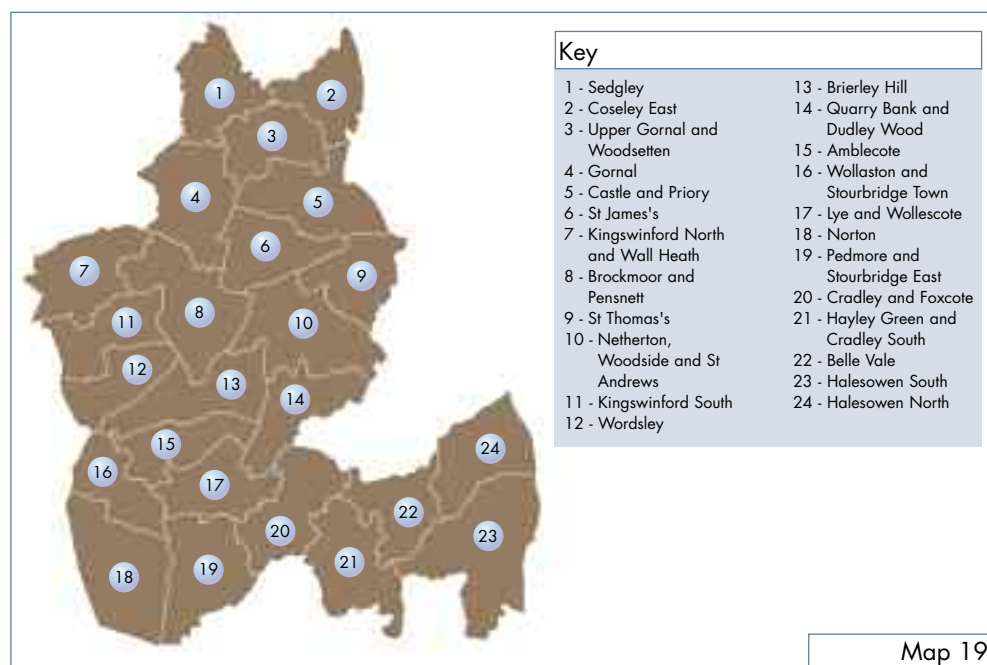 Key
1 - Sedgley
2 - Coseley East
3 - Upper Gornal and
Woodsetten
4 - Gornal
5 - Castle and Priory
6 - St James's
7 - Kingswinford North
and Wall Heath
8 - Brockmoor and
Pensnett
9 - St Thomas's
10 - Netherton,
Woodside and St
Andrews
11 - Kingswinford South
12 - Wordsley
13 - Brierley Hill
14 - Quarry Bank and
Dudley Wood
15 - Amblecote
16 - Wollaston and
Stourbridge Town
17 - Lye and Wollescote
18 - Norton
19 - Pedmore and
Stourbridge East
20 - Cradley and Foxcote
21 - Hayley Green and
Cradley South
22 - Belle Vale
23 - Halesowen South
24 - Halesowen North
1
2
3
4
5
6
7
9
8
11
10
12
13
14
15
24
16
17
22
20
23
21
19
18
Map 19